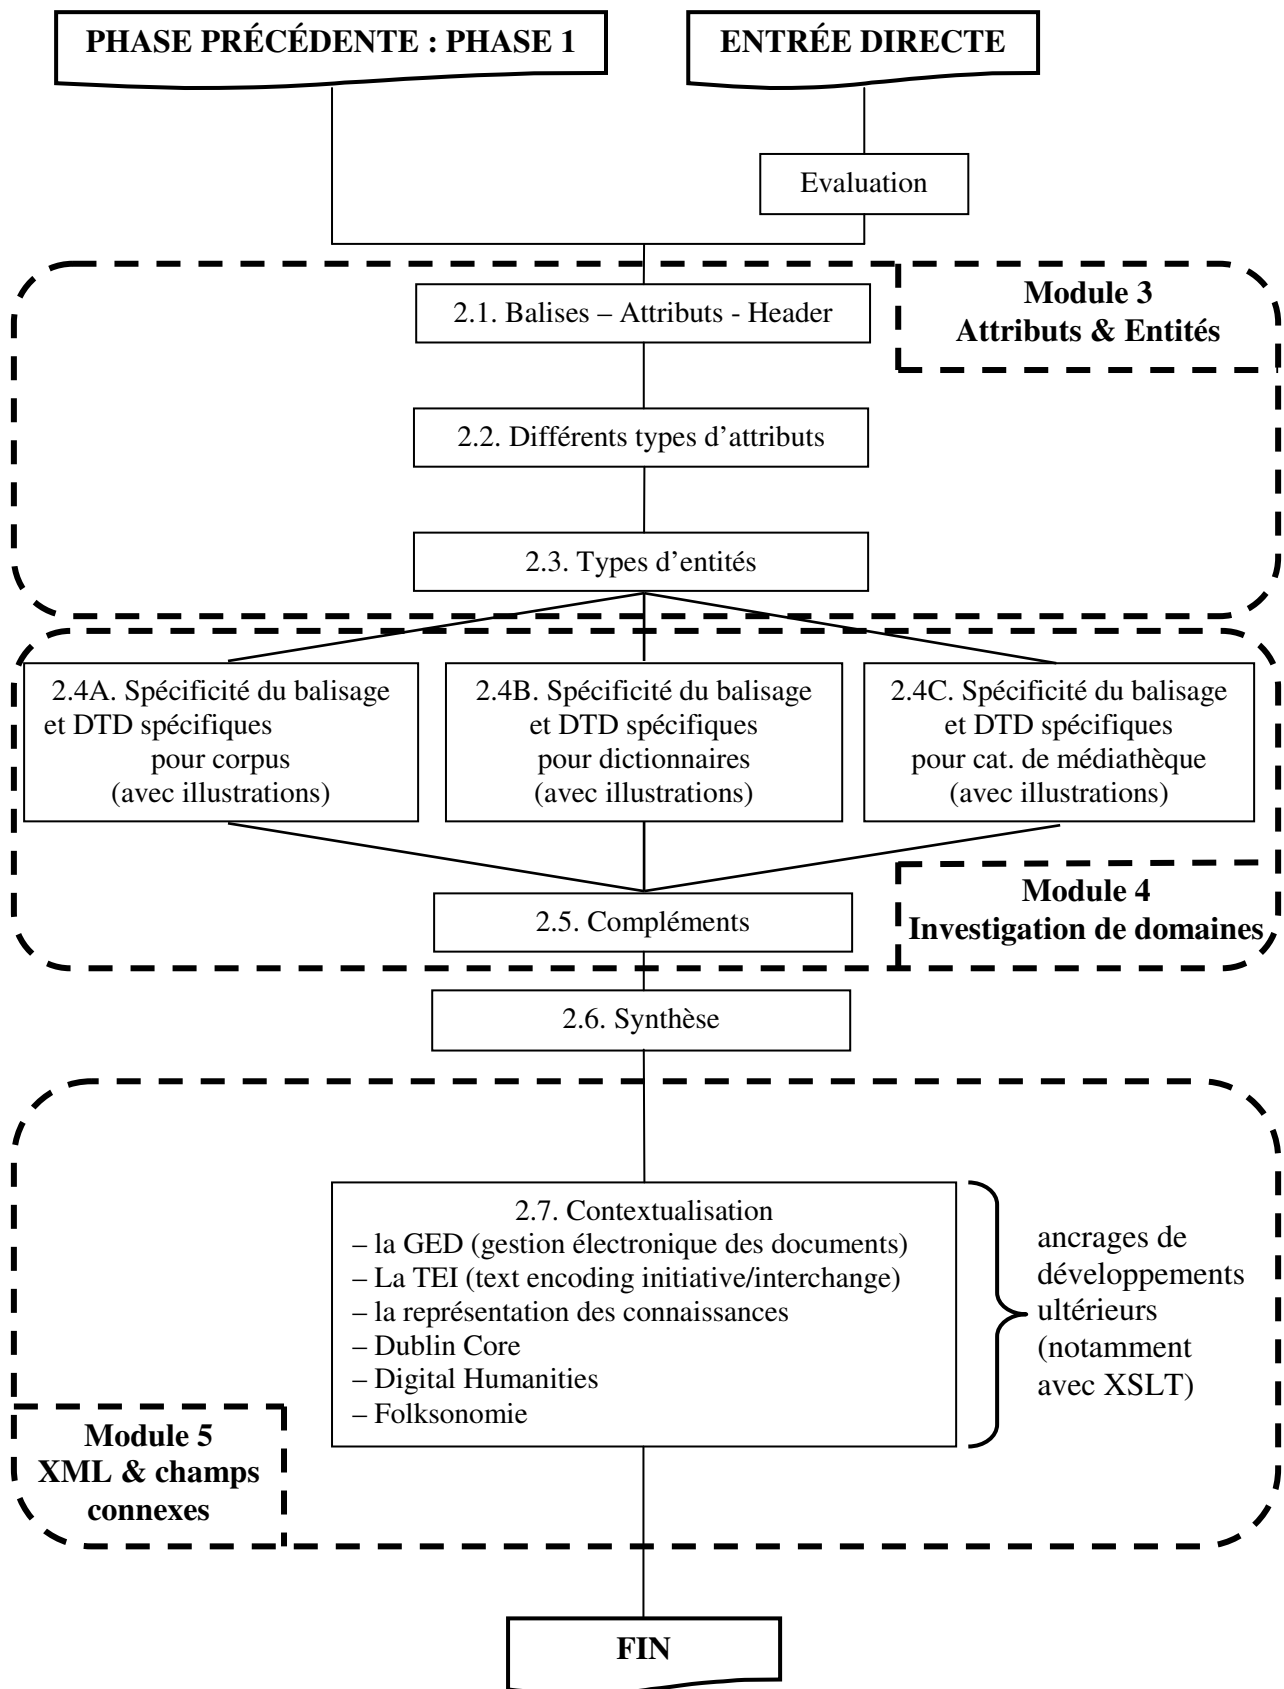 PHASE PRÉCÉDENTE : PHASE 1
ENTRÉE DIRECTE
Evaluation
Module 3
Attributs & Entités
2.1. Balises – Attributs - Header
2.2. Différents types d’attributs
2.3. Types d’entités
2.4A. Spécificité du balisage
et DTD spécifiques
pour corpus
(avec illustrations)
2.4B. Spécificité du balisage
et DTD spécifiques
pour dictionnaires
(avec illustrations)
2.4C. Spécificité du balisage
et DTD spécifiques
pour cat. de médiathèque
(avec illustrations)
Module 4
Investigation de domaines
2.5. Compléments
2.6. Synthèse
2.7. Contextualisation
– la GED (gestion électronique des documents)
– La TEI (text encoding initiative/interchange)
– la représentation des connaissances
– Dublin Core
– Digital Humanities
– Folksonomie
ancrages de
développements
ultérieurs
(notamment
avec XSLT)
Module 5
XML & champs
connexes
FIN